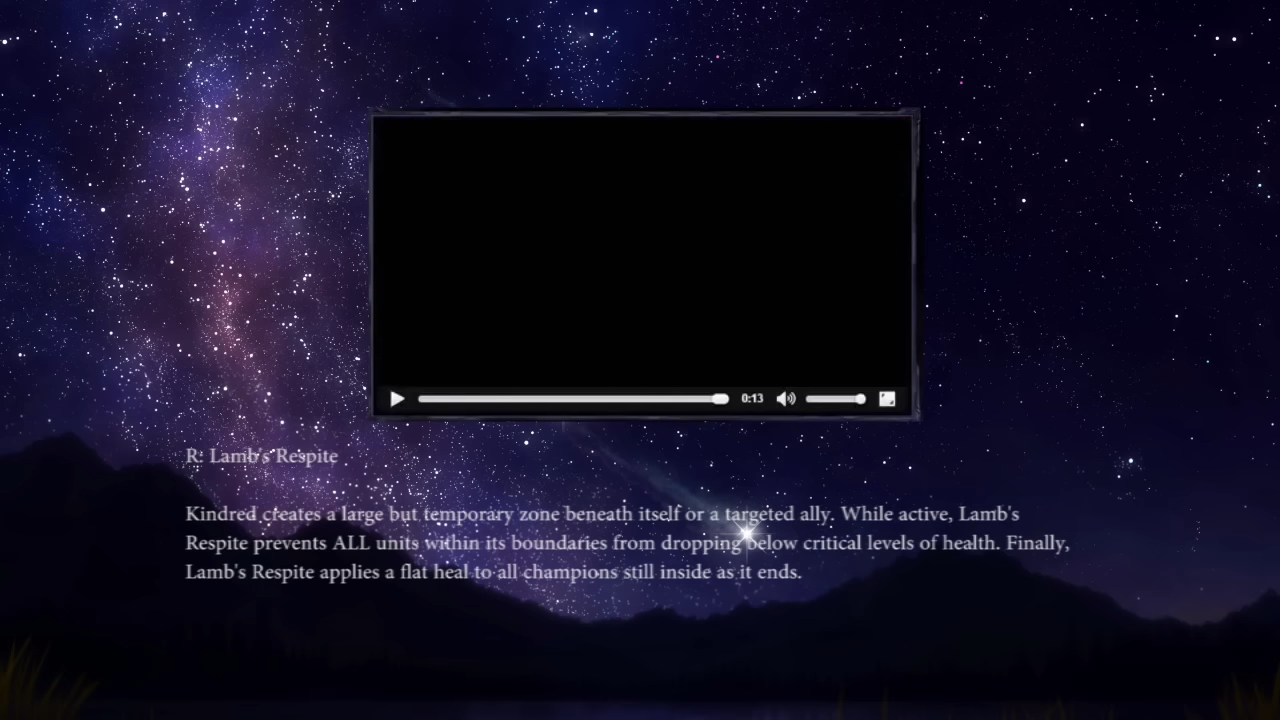 0:13
R: Lamb's Respite
Kindred creates a large but temporary zone beneath itself or a targeted ally. While active, Lamb's
Respite prevents ALL units within its boundaries from dropping below critical levels of health. Finally,
Lamb's Respite applies a flat heal to all champions still inside as it ends.